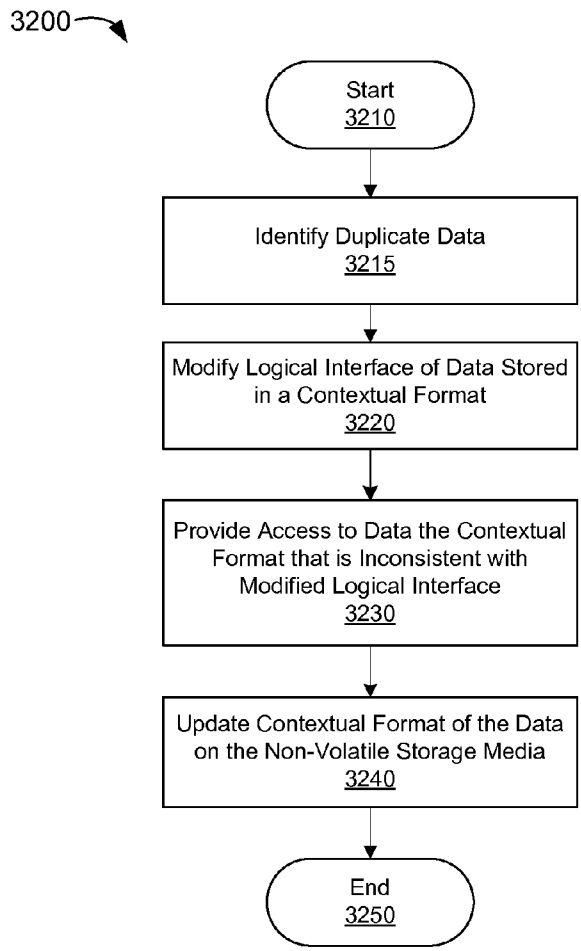 3200
Start
3210
Identify Duplicate Data
3215
Modify Logical Interface of Data Stored
in a Contextual Format
3220
Provide Access to Data the Contextual
Format that is Inconsistent with
Modified Logical Interface
3230
Update Contextual Format of the Data
on the Non-Volatile Storage Media
3240
End
3250